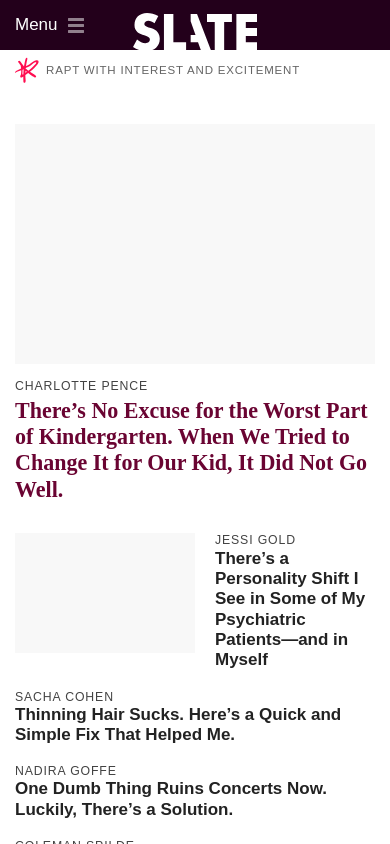 Menu
SLATE
RAPT WITH INTEREST AND EXCITEMENT
CHARLOTTE PENCE
There’s No Excuse for the Worst Part
of Kindergarten. When We Tried to
Change It for Our Kid, It Did Not Go
Well.
JESSI GOLD
There’s a
Personality Shift I
See in Some of My
Psychiatric
Patients—and in
Myself
SACHA COHEN
Thinning Hair Sucks. Here’s a Quick and
Simple Fix That Helped Me.
NADIRA GOFFE
One Dumb Thing Ruins Concerts Now.
Luckily, There’s a Solution.
COLEMAN SPILDE